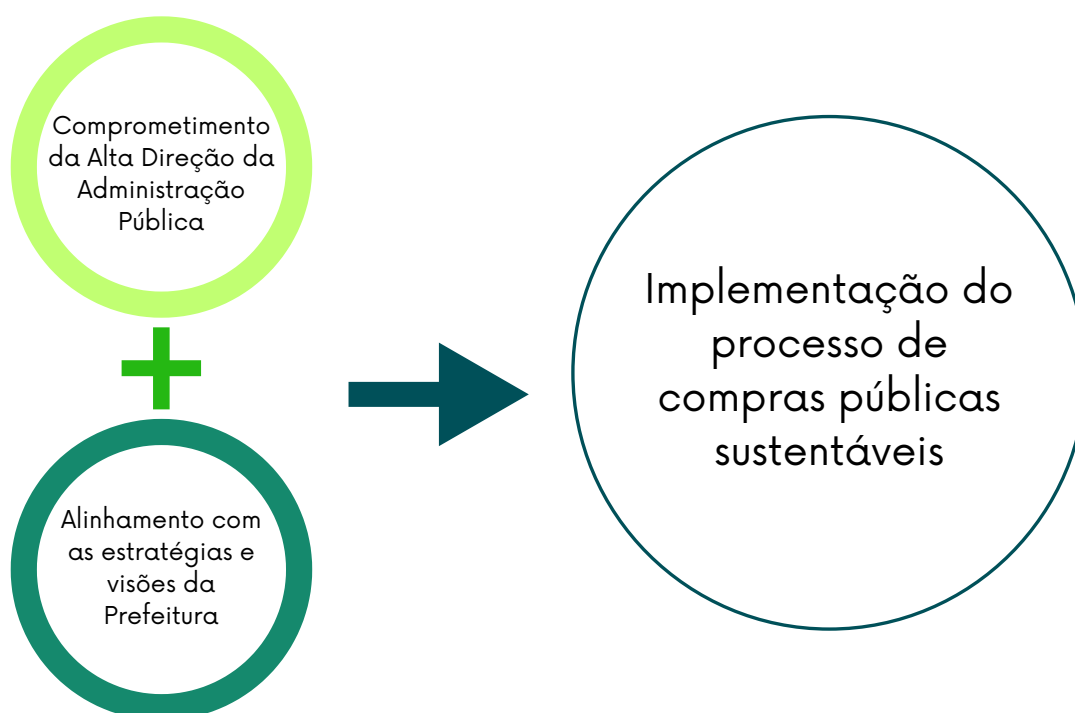 Comprometimento
da Alta Direção da
Administração
Pública
Alinhamento com
as estratégias e
visões da
Prefeitura
Implementação do
processo de
compras públicas
sustentáveis